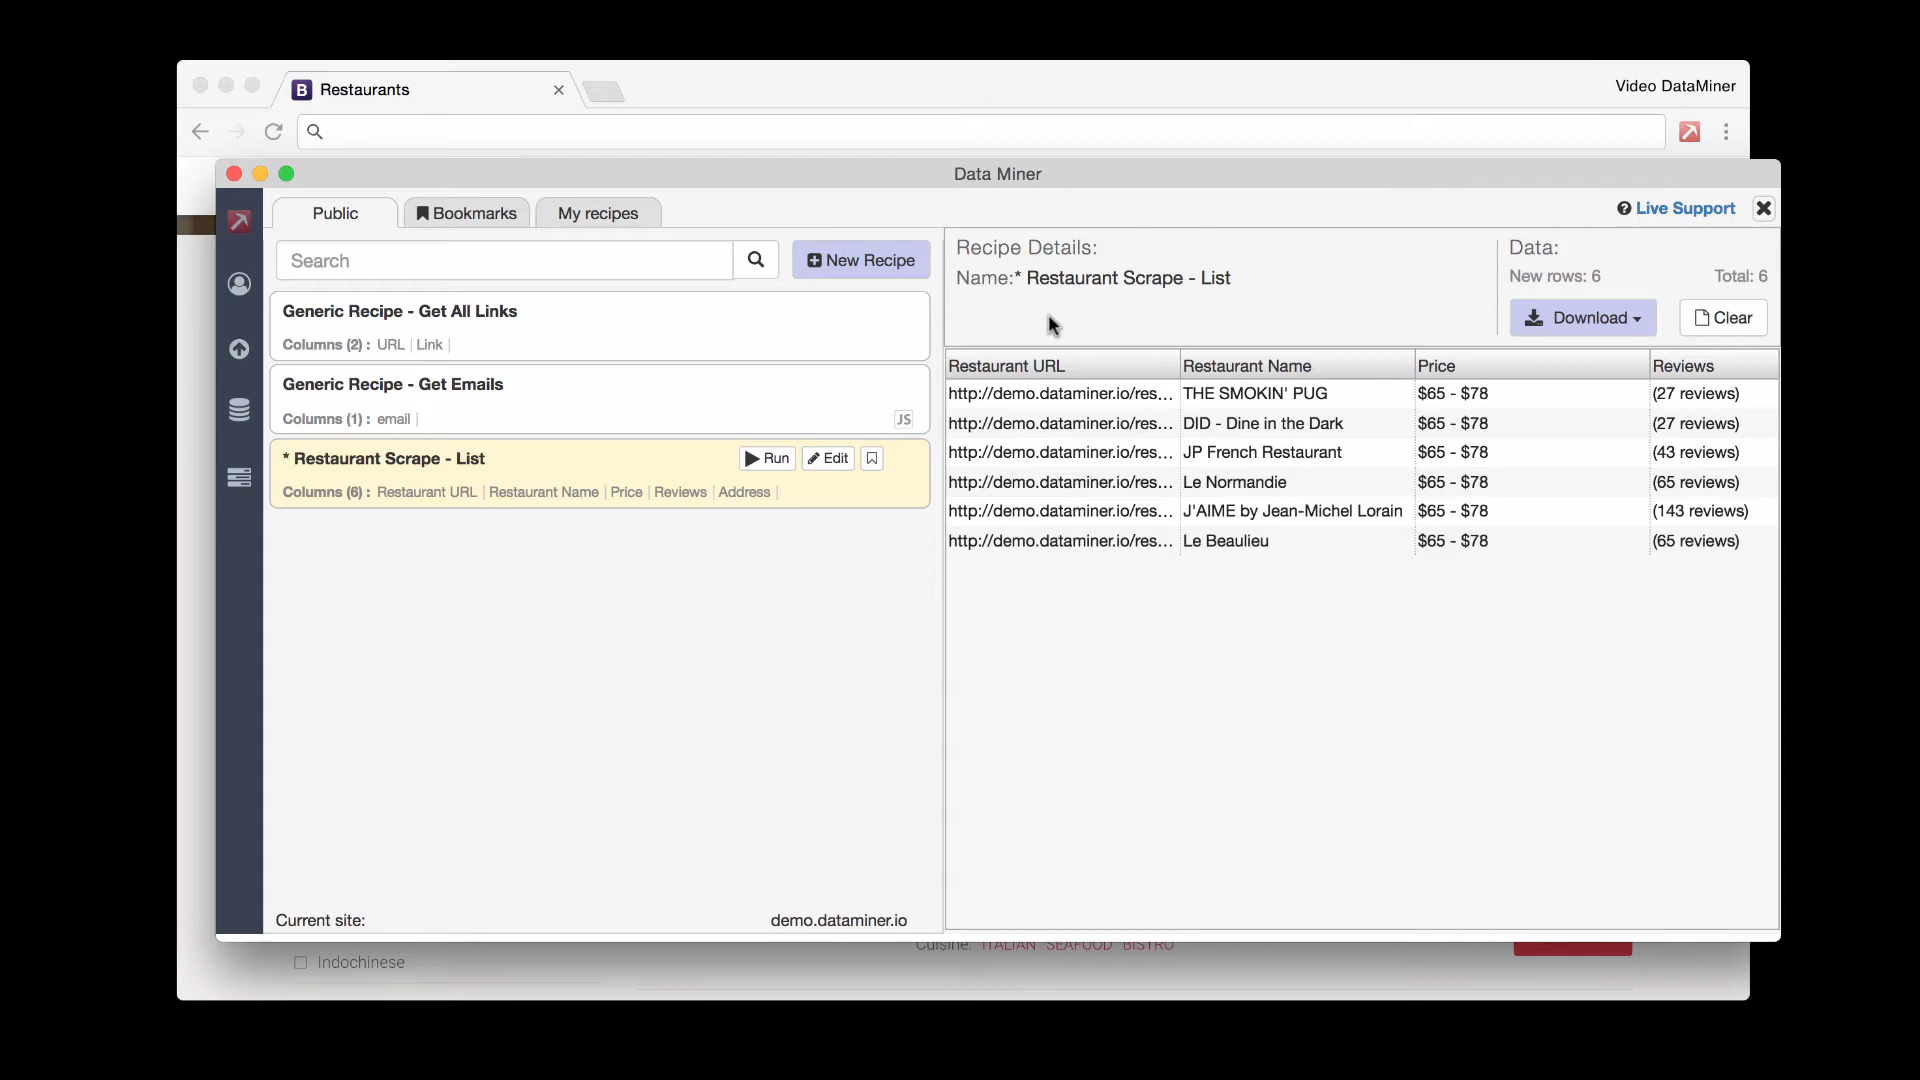 B Restaurants
Video DataMiner
Data Miner
Public
Bookmarks
My recipes
Live Support
Search
New Recipe
Generic Recipe - Get All Links
Columns (2) : URL | Link |
Generic Recipe - Get Emails
Columns (1) : email |
JS
* Restaurant Scrape - List
Run
Edit
Columns (6) : Restaurant URL | Restaurant Name | Price | Reviews | Address |
Current site:
demo.dataminer.io
Recipe Details:
Name:* Restaurant Scrape - List
Data:
New rows: 6
Total: 6
Download
Clear
Restaurant URL Restaurant Name Price Reviews
http://demo.dataminer.io/res... THE SMOKIN' PUG $65 - $78 (27 reviews)
http://demo.dataminer.io/res... DID - Dine in the Dark $65 - $78 (27 reviews)
http://demo.dataminer.io/res... JP French Restaurant $65 - $78 (43 reviews)
http://demo.dataminer.io/res... Le Normandie $65 - $78 (65 reviews)
http://demo.dataminer.io/res... J'AIME by Jean-Michel Lorain $65 - $78 (143 reviews)
http://demo.dataminer.io/res... Le Beaulieu $65 - $78 (65 reviews)
Cuisine: ITALIAN SEAFOOD BISTRO
Indochinese